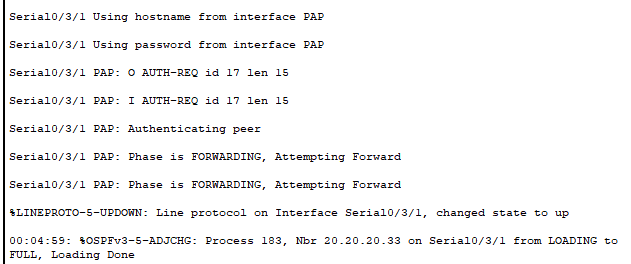 Serial0/3/1 Using hostname from interface PAP
Serial0/3/1 Using password from interface PAP
Serial0/3/1 PAP: O AUTH-REQ id 17 len 15
Serial0/3/1 PAP: I AUTH-REQ id 17 len 15
Serial0/3/1 PAP: Authenticating peer
Serial0/3/1 PAP: Phase is FORWARDING, Attempting Forward
Serial0/3/1 PAP: Phase is FORWARDING, Attempting Forward
%LINEPROTO-5-UPDOWN: Line protocol on Interface Serial0/3/1, changed state to up
00:04:59: %OSPFv3-5-ADJCHG: Process 183, Nbr 20.20.20.33 on Serial0/3/1 from LOADING to
FULL, Loading Done